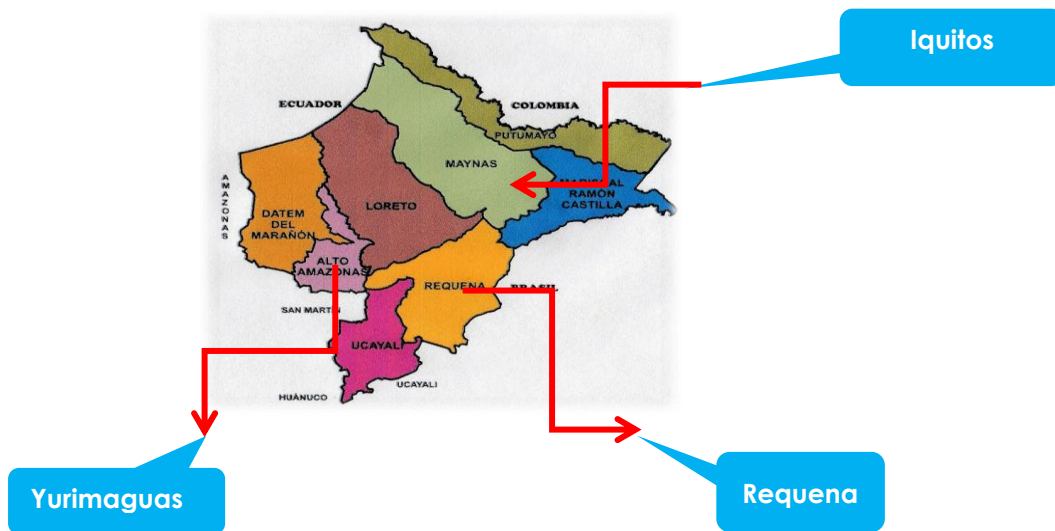 Iquitos
ECUADOR
COLOMBIA
PUTUMAYO
MAYNAS
AMAZONAS
MARISCAL
RAMÓN
CASTILLA
LORETO
DATEM
DEL
MARAÑÓN
ALTO
AMAZONAS
REQUENA
BRASIL
SAN MARTIN
UCAYALI
UCAYALI
HUÁNUCO
Yurimaguas
Requena